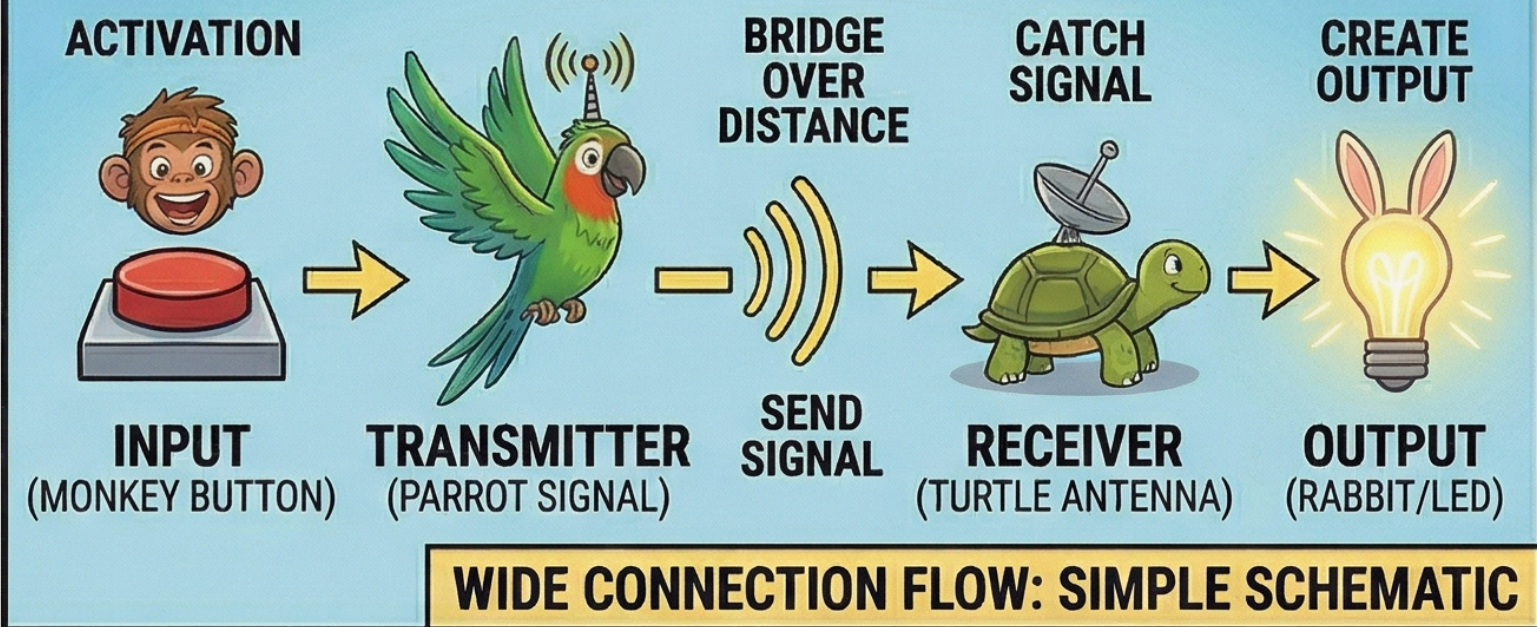 ACTIVATION
BRIDGE
OVER
DISTANCE
CATCH
SIGNAL
CREATE
OUTPUT
INPUT
(MONKEY BUTTON)
TRANSMITTER
(PARROT SIGNAL)
SEND
SIGNAL
RECEIVER
(TURTLE ANTENNA)
OUTPUT
(RABBIT/LED)
WIDE CONNECTION FLOW: SIMPLE SCHEMATIC